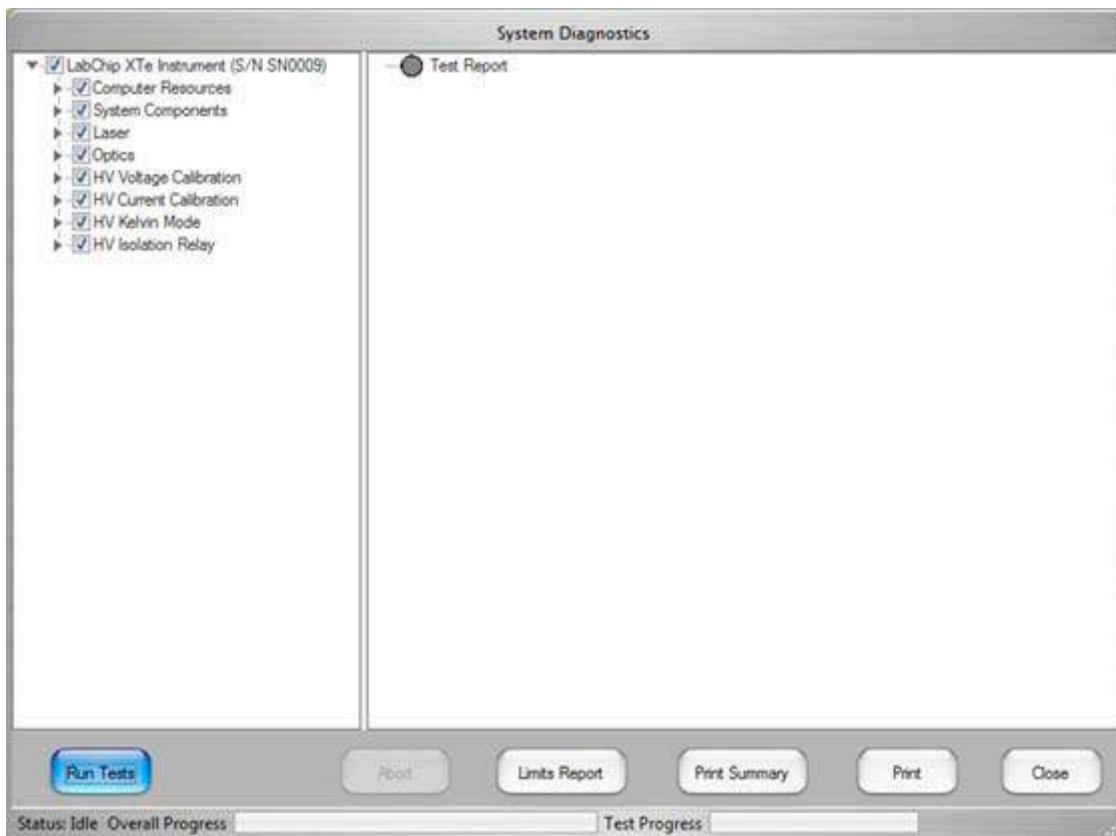 System Diagnostics
LabChip XTe Instrument (S/N SN0009)
Computer Resources
System Components
Laser
Optics
HV Voltage Calibration
HV Current Calibration
HV Kelvin Mode
HV Isolation Relay
Test Report
Run Tests
Abort
Limits Report
Print Summary
Print
Close
Status: Idle Overall Progress
Test Progress